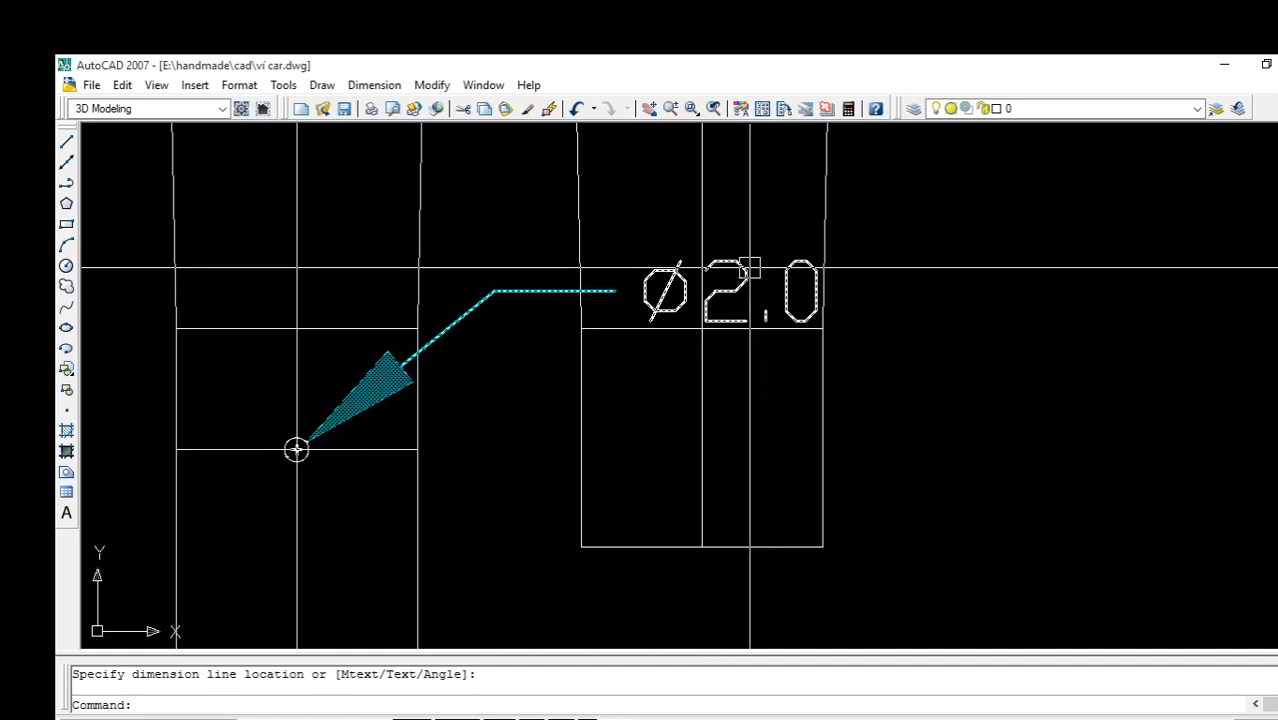 AutoCAD 2007 - [E:\handmade\cad\ví car.dwg]
File Edit View Insert Format Tools Draw Dimension Modify Window Help
3D Modeling
0
Ø2,0
A
Y
X
Specify dimension line location or [Mtext/Text/Angle]:
Command: